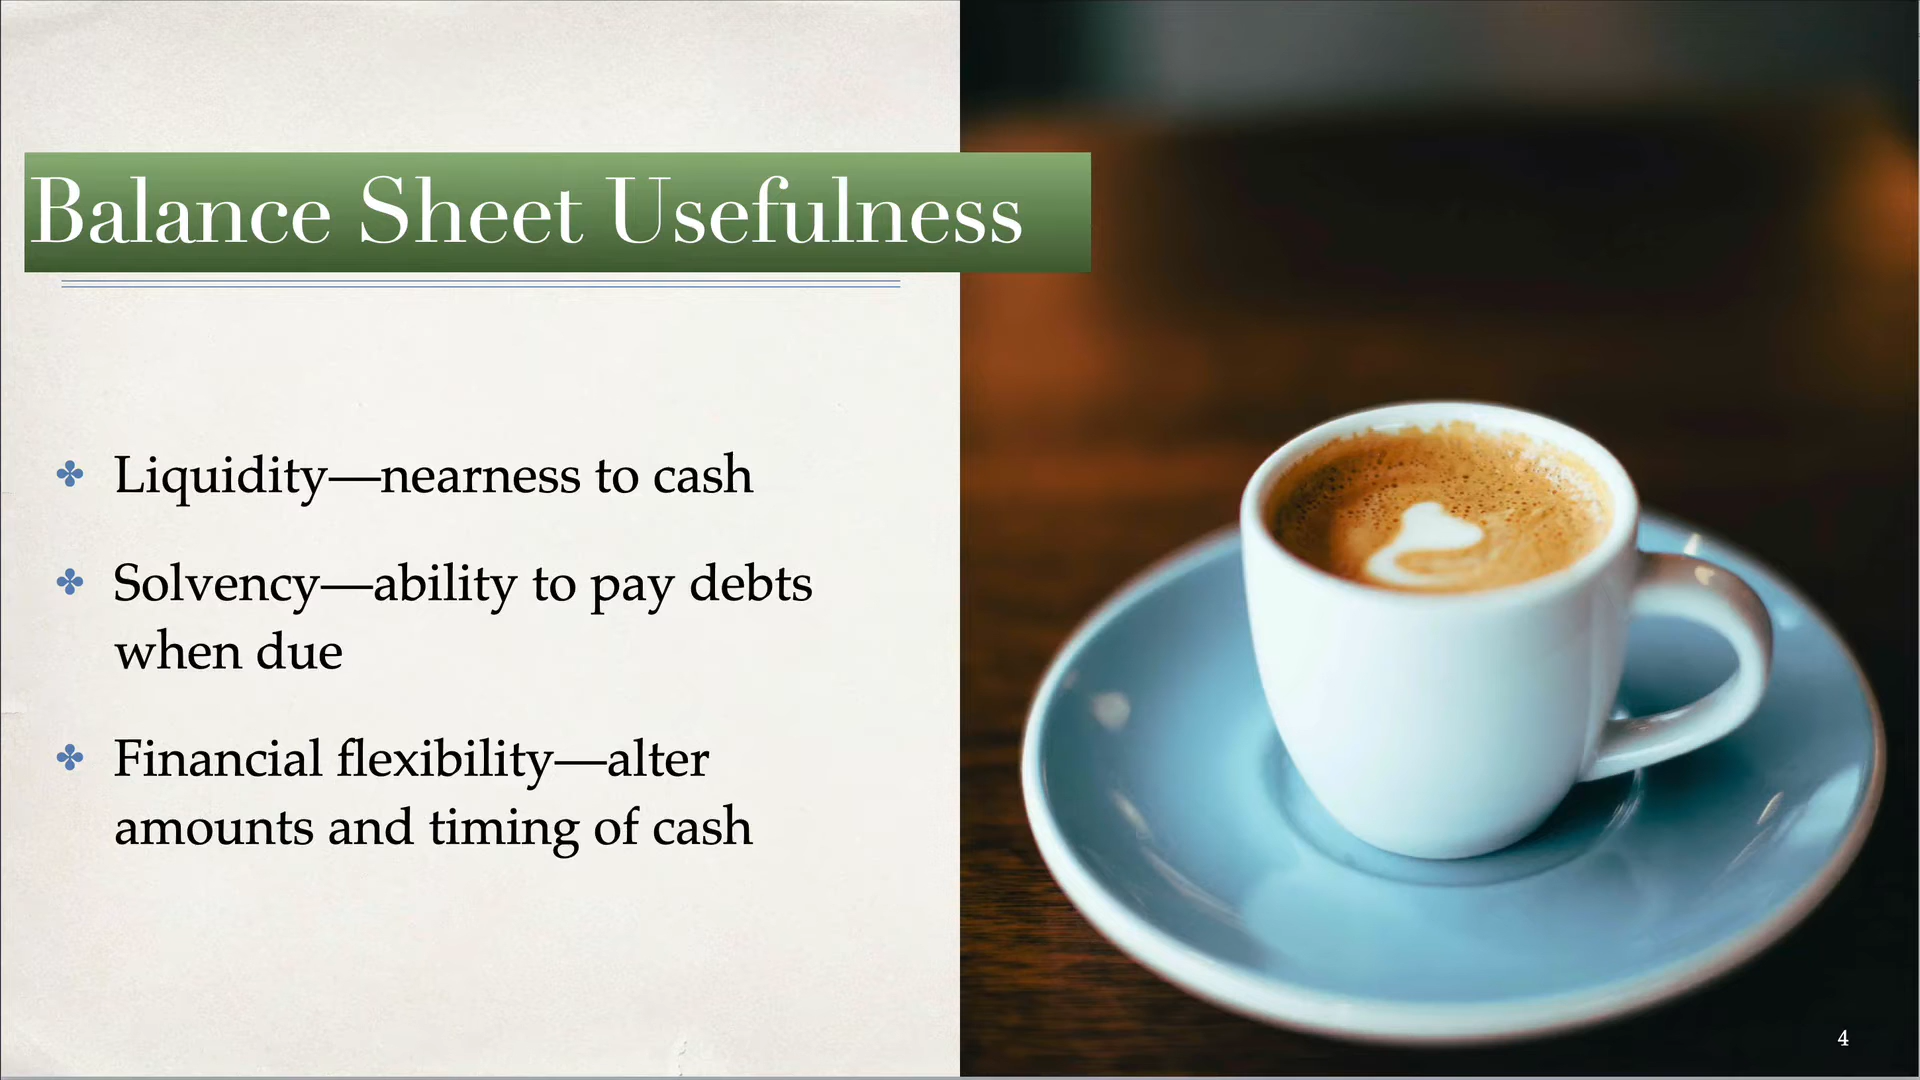 Balance Sheet Usefulness
Liquidity—nearness to cash
Solvency—ability to pay debts
when due
Financial flexibility—alter
amounts and timing of cash
4